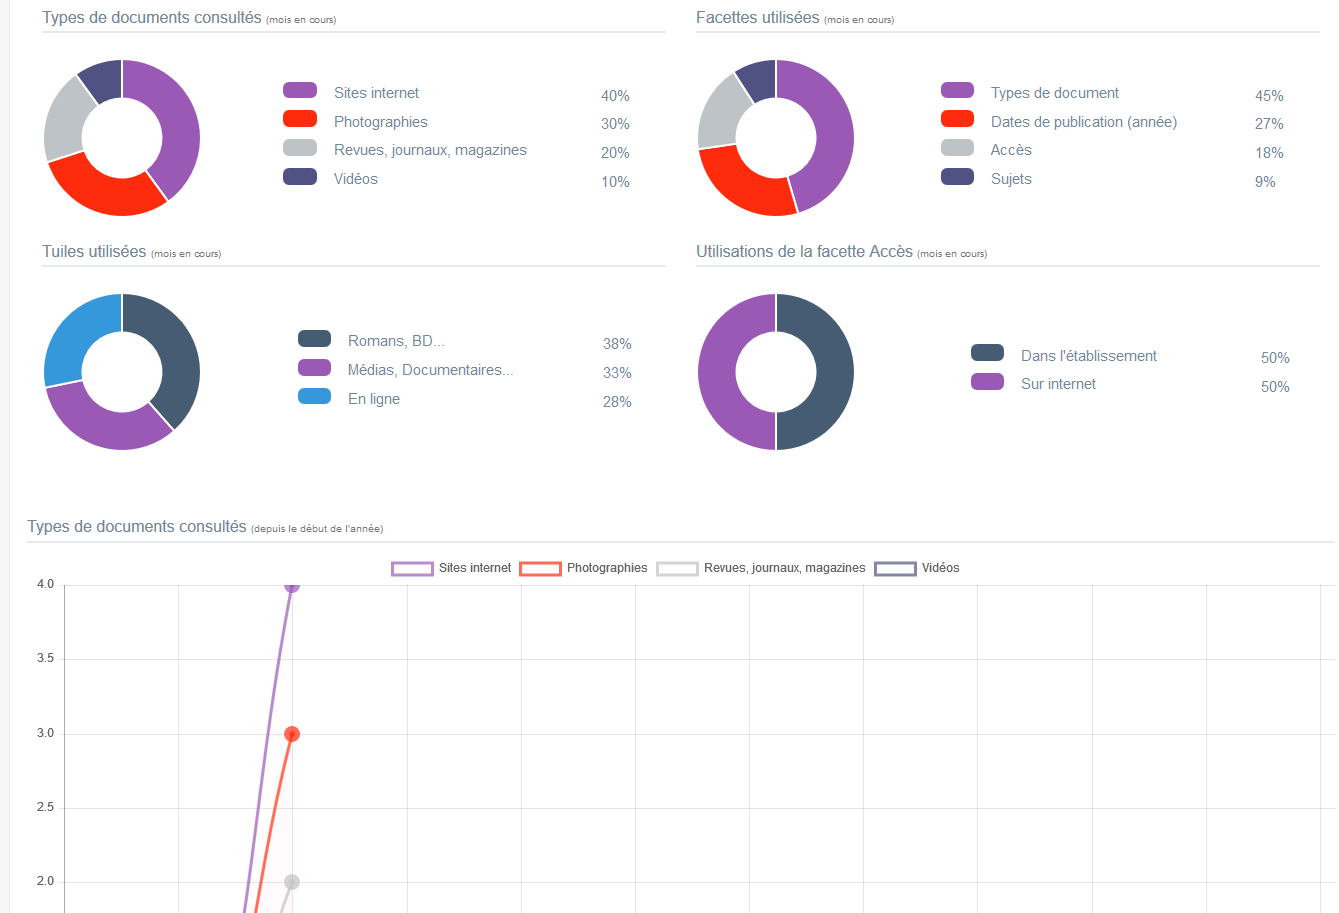 Types de documents consultés (mois en cours)
Sites internet 40%
Photographies 30%
Revues, journaux, magazines 20%
Vidéos 10%
Facettes utilisées (mois en cours)
Types de document 45%
Dates de publication (année) 27%
Accès 18%
Sujets 9%
Tuiles utilisées (mois en cours)
Romans, BD... 38%
Médias, Documentaires... 33%
En ligne 28%
Utilisations de la facette Accès (mois en cours)
Dans l'établissement 50%
Sur internet 50%
Types de documents consultés (depuis le début de l'année)
Sites internet Photographies Revues, journaux, magazines Vidéos
4.0
3.5
3.0
2.5
2.0